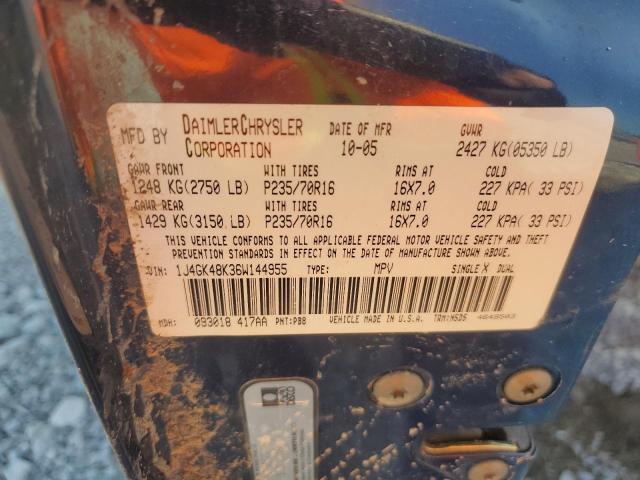 MFD BY DAIMLERCHRYSLER CORPORATION DATE OF MFR 10-05 GVWR 2427 KG(05350 LB)
GAWR FRONT WITH TIRES RIMS AT COLD
1248 KG(2750 LB) P235/70R16 16X7.0 227 KPA( 33 PSI)
GAWR REAR WITH TIRES RIMS AT COLD
1429 KG(3150 LB) P235/70R16 16X7.0 227 KPA( 33 PSI)
THIS VEHICLE CONFORMS TO ALL APPLICABLE FEDERAL MOTOR VEHICLE SAFETY AND THEFT
PREVENTION STANDARDS IN EFFECT ON THE DATE OF MANUFACTURE SHOWN ABOVE.
VIN: 1J4GK48K36W144955 TYPE: MPV SINGLE X DUAL
MDH: 093018 417AA PNT:PB8 VEHICLE MADE IN U.S.A. TRM:H5D5 4648503